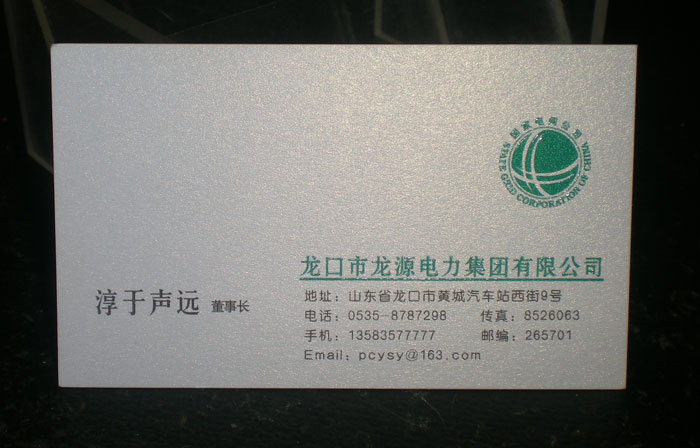 国家电网公司
STATE GRID CORPORATION OF CHINA
龙口市龙源电力集团有限公司
淳于声远 董事长
地址：山东省龙口市黄城汽车站西街9号
电话：0535-8787298 传真：8526063
手机：13583577777 邮编：265701
Email：pcysy@163.com